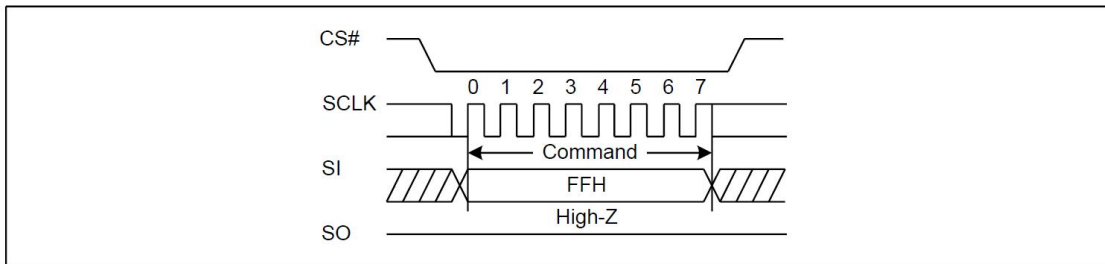 CS#
0 1 2 3 4 5 6 7
SCLK
Command
SI
FFH
High-Z
SO